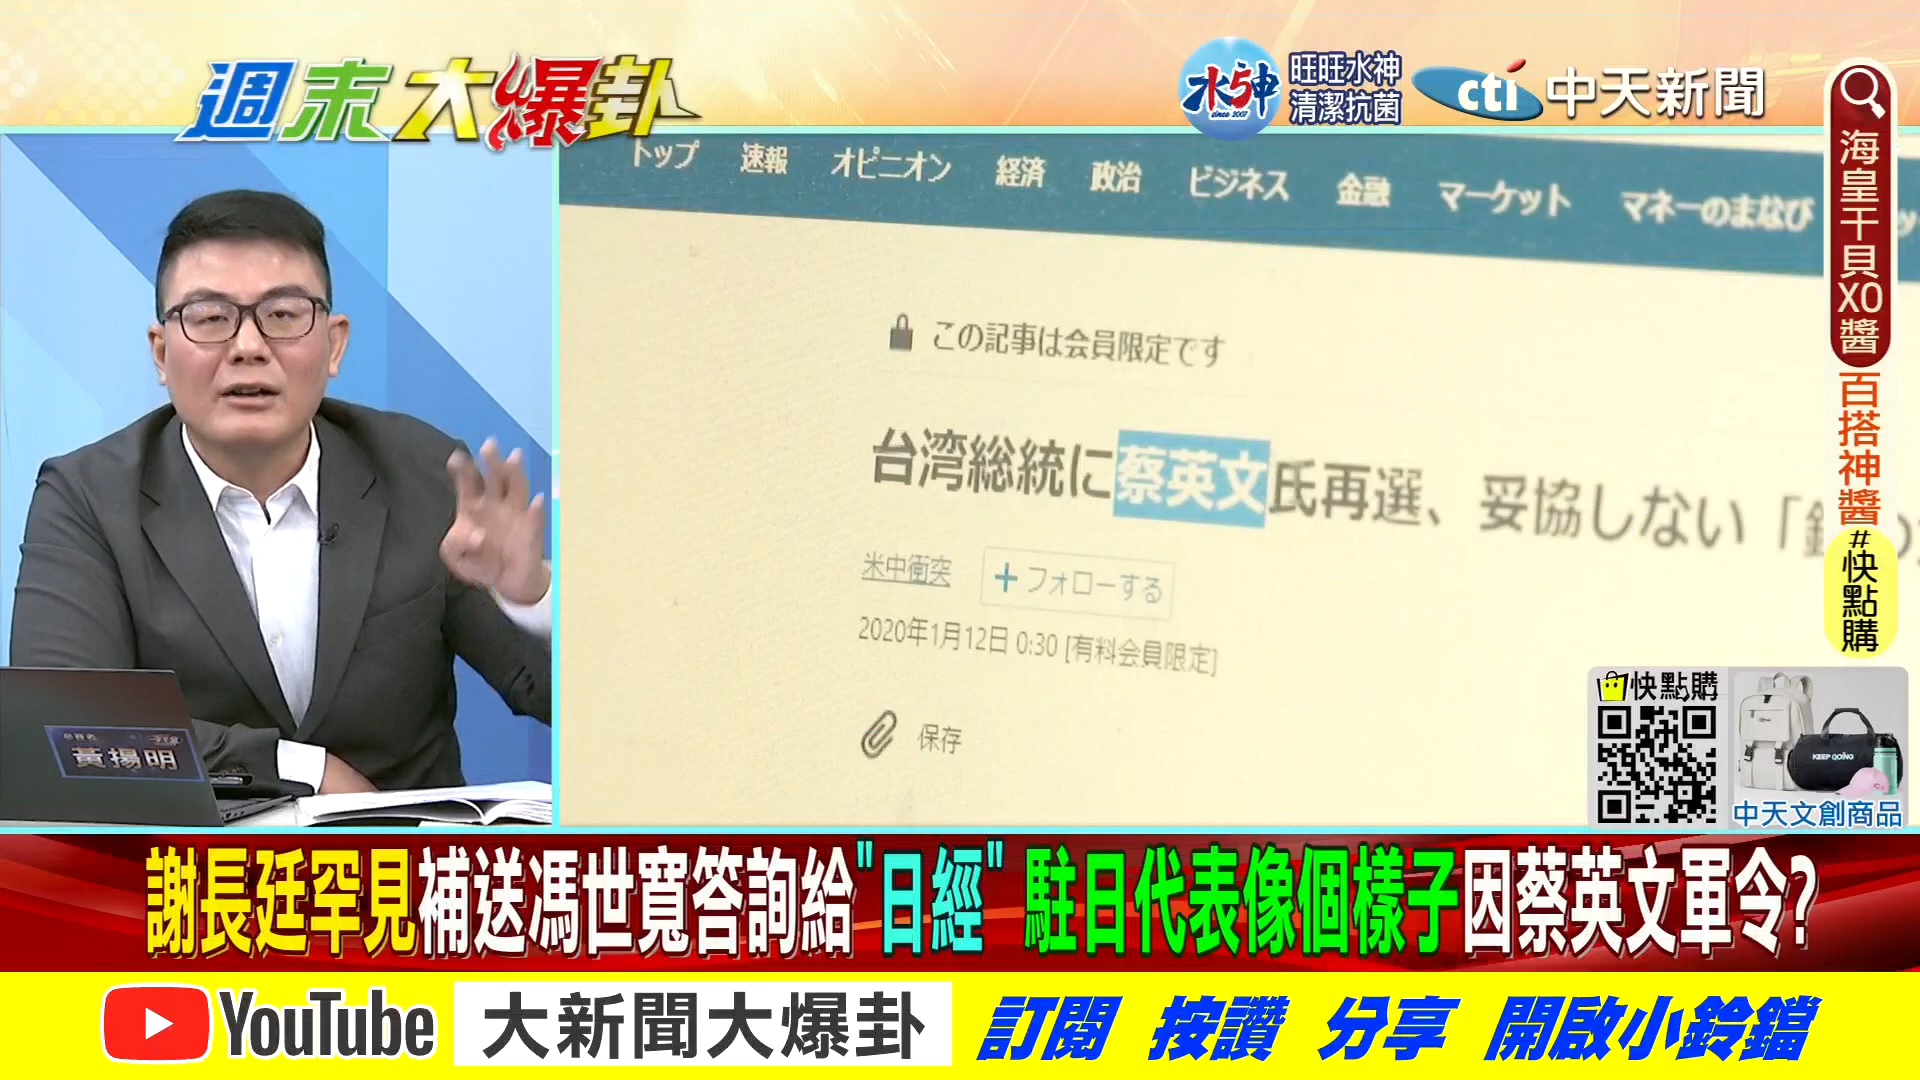 週末大爆卦
水神
since 2007
旺旺水神
清潔抗菌
cti 中天新聞
トップ 速報 オピニオン 経済 政治 ビジネス 金融 マーケット マネーのまなび
この記事は会員限定です
台湾総統に蔡英文氏再選、妥協しない「
米中衝突 + フォローする
2020年1月12日 0:30 [有料会員限定]
保存
黃揚明
海皇干貝XO醬
百搭神醬
#快點購
快點購
KEEP GOING
中天文創商品
謝長廷罕見補送馮世寬答詢給"日經" 駐日代表像個樣子因蔡英文軍令?
YouTube 大新聞大爆卦 訂閱 按讚 分享 開啟小鈴鐺